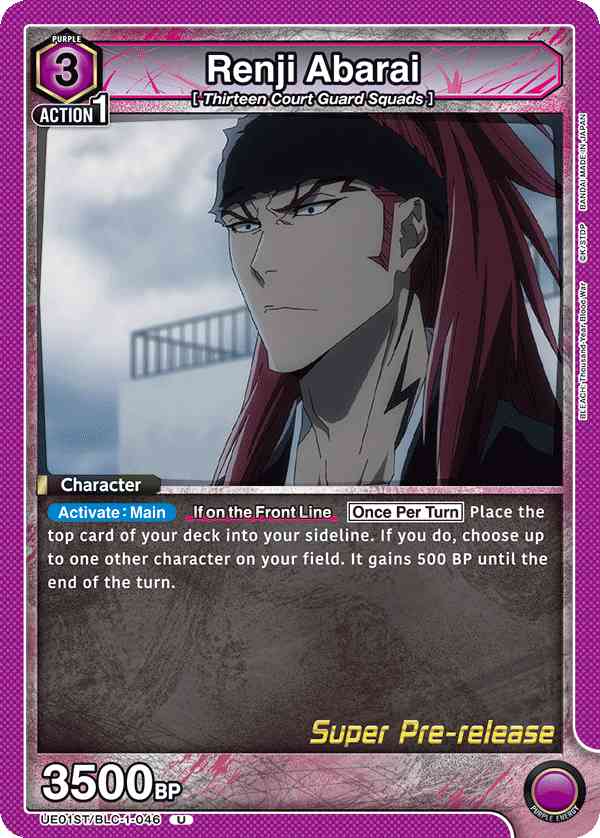 PURPLE
3
Renji Abarai
[ Thirteen Court Guard Squads ]
ACTION 1
BANDAI MADE IN JAPAN
©K/STDP
BLEACH: Thousand-Year Blood War
Character
Activate: Main If on the Front Line Once Per Turn Place the
top card of your deck into your sideline. If you do, choose up
to one other character on your field. It gains 500 BP until the
end of the turn.
Super Pre-release
3500 BP
PURPLE ENERGY
UE01ST/BLC-1-046 U